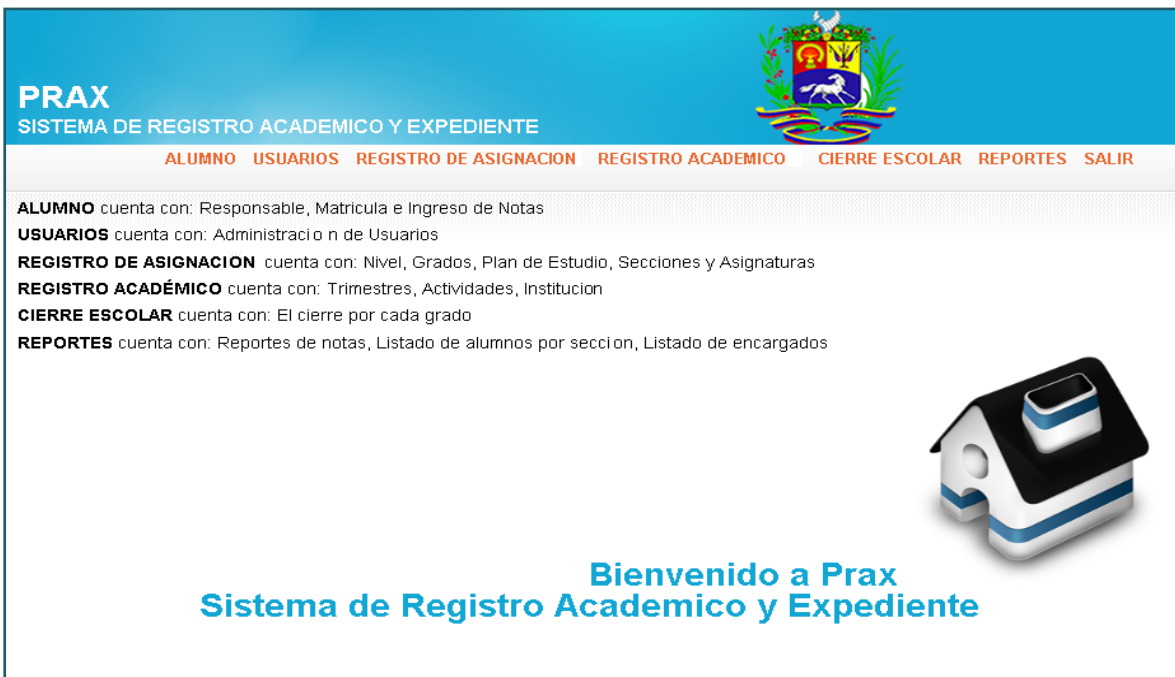 PRAX
SISTEMA DE REGISTRO ACADEMICO Y EXPEDIENTE
ALUMNO USUARIOS REGISTRO DE ASIGNACION REGISTRO ACADEMICO CIERRE ESCOLAR REPORTES SALIR
ALUMNO cuenta con: Responsable, Matricula e Ingreso de Notas
USUARIOS cuenta con: Administracio n de Usuarios
REGISTRO DE ASIGNACION cuenta con: Nivel, Grados, Plan de Estudio, Secciones y Asignaturas
REGISTRO ACADÉMICO cuenta con: Trimestres, Actividades, Institucion
CIERRE ESCOLAR cuenta con: El cierre por cada grado
REPORTES cuenta con: Reportes de notas, Listado de alumnos por seccion, Listado de encargados
Bienvenido a Prax
Sistema de Registro Academico y Expediente